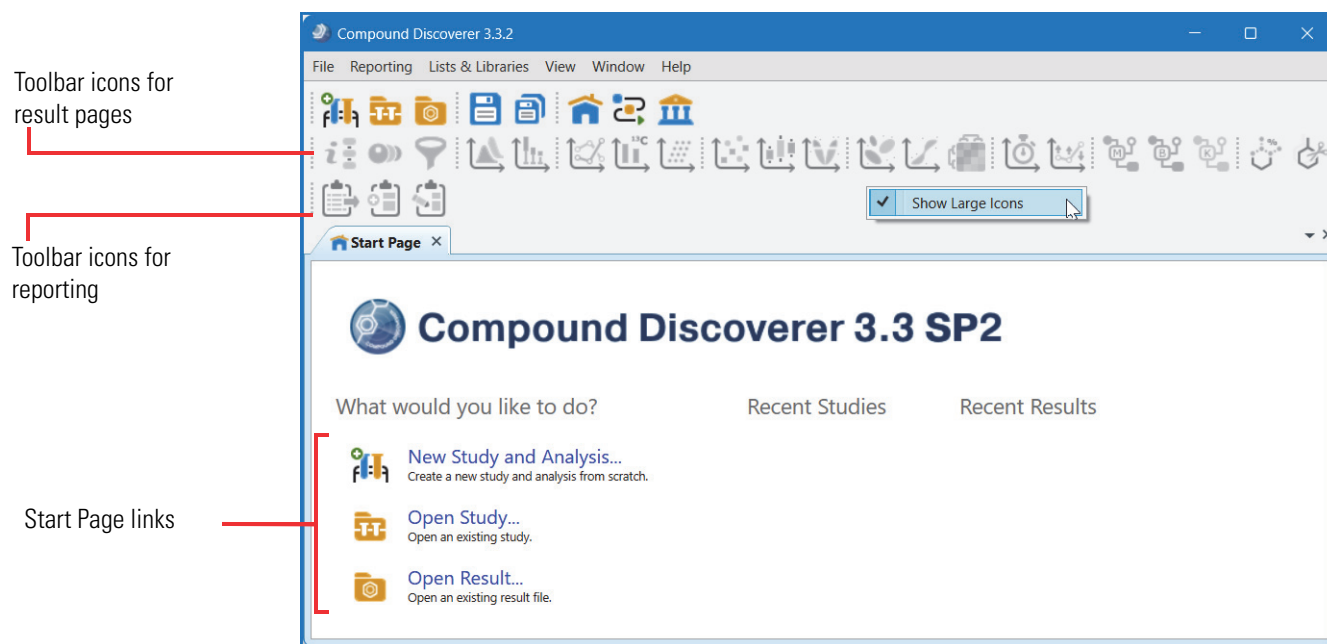 Compound Discoverer 3.3.2
File Reporting Lists & Libraries View Window Help
Toolbar icons for
result pages
13C
M B K
Show Large Icons
Toolbar icons for
reporting
Start Page
Compound Discoverer 3.3 SP2
What would you like to do? Recent Studies Recent Results
New Study and Analysis...
Create a new study and analysis from scratch.
Start Page links
Open Study...
Open an existing study.
Open Result...
Open an existing result file.